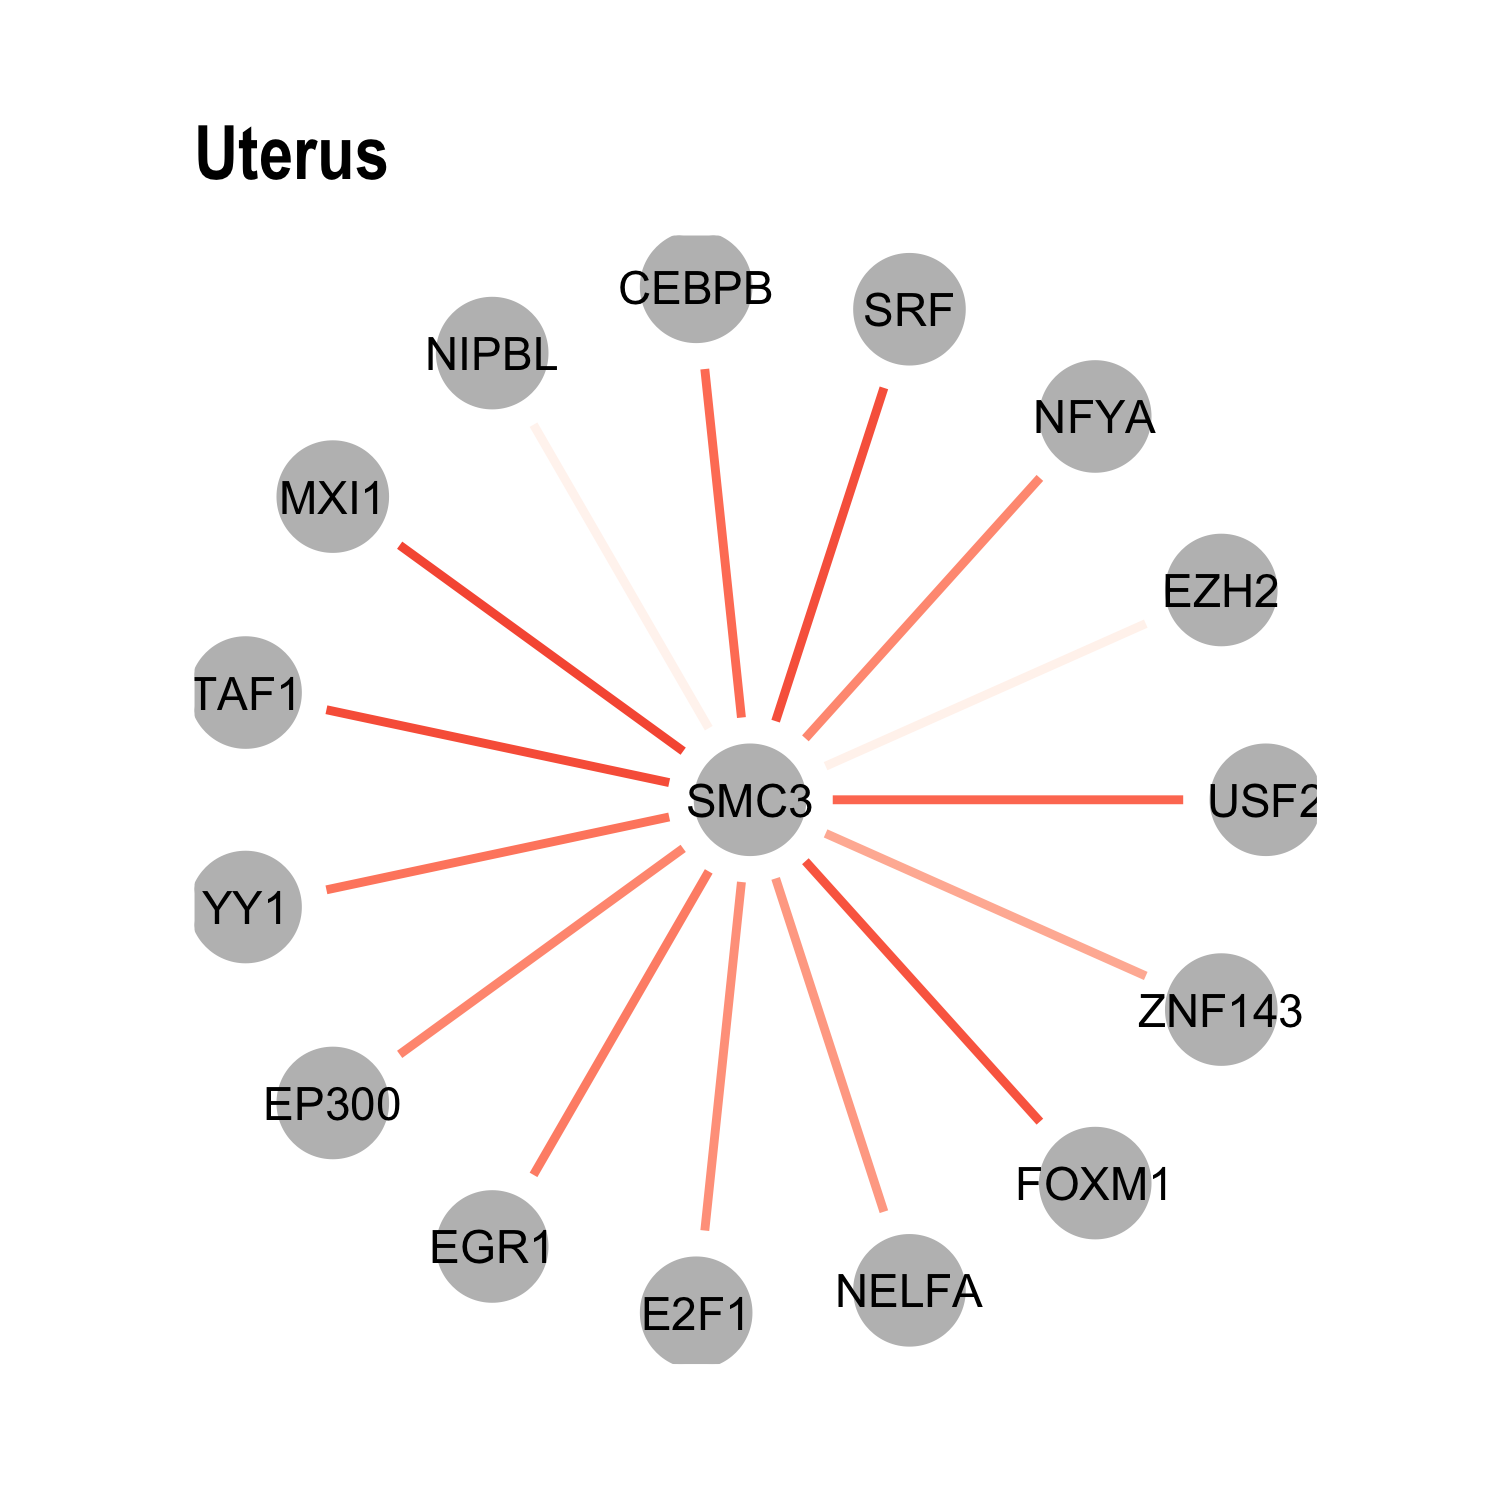 Uterus
CEBPB
SRF
NIPBL
NFYA
MXI1
EZH2
TAF1
SMC3
USF2
YY1
ZNF143
EP300
FOXM1
EGR1
NELFA
E2F1